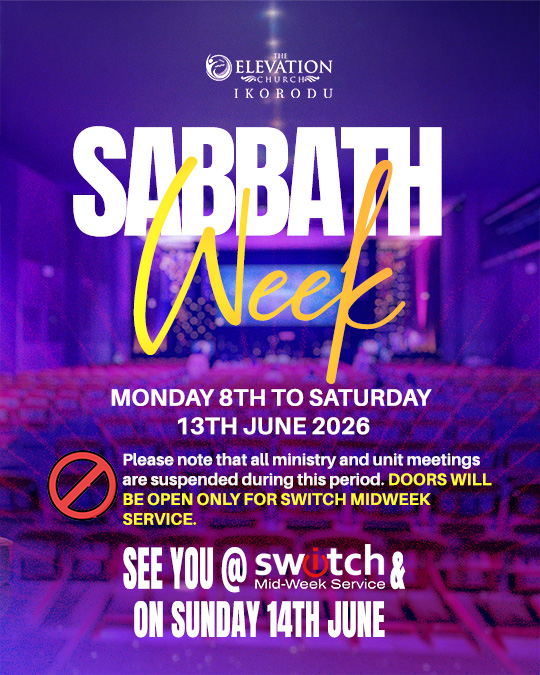 THE
ELEVATION
CHURCH
IKORODU
SABBATH
Week
MONDAY 8TH TO SATURDAY
13TH JUNE 2026
Please note that all ministry and unit meetings
are suspended during this period. DOORS WILL
BE OPEN ONLY FOR SWITCH MIDWEEK
SERVICE.
SEE YOU @ switch &
Mid-Week Service
ON SUNDAY 14TH JUNE